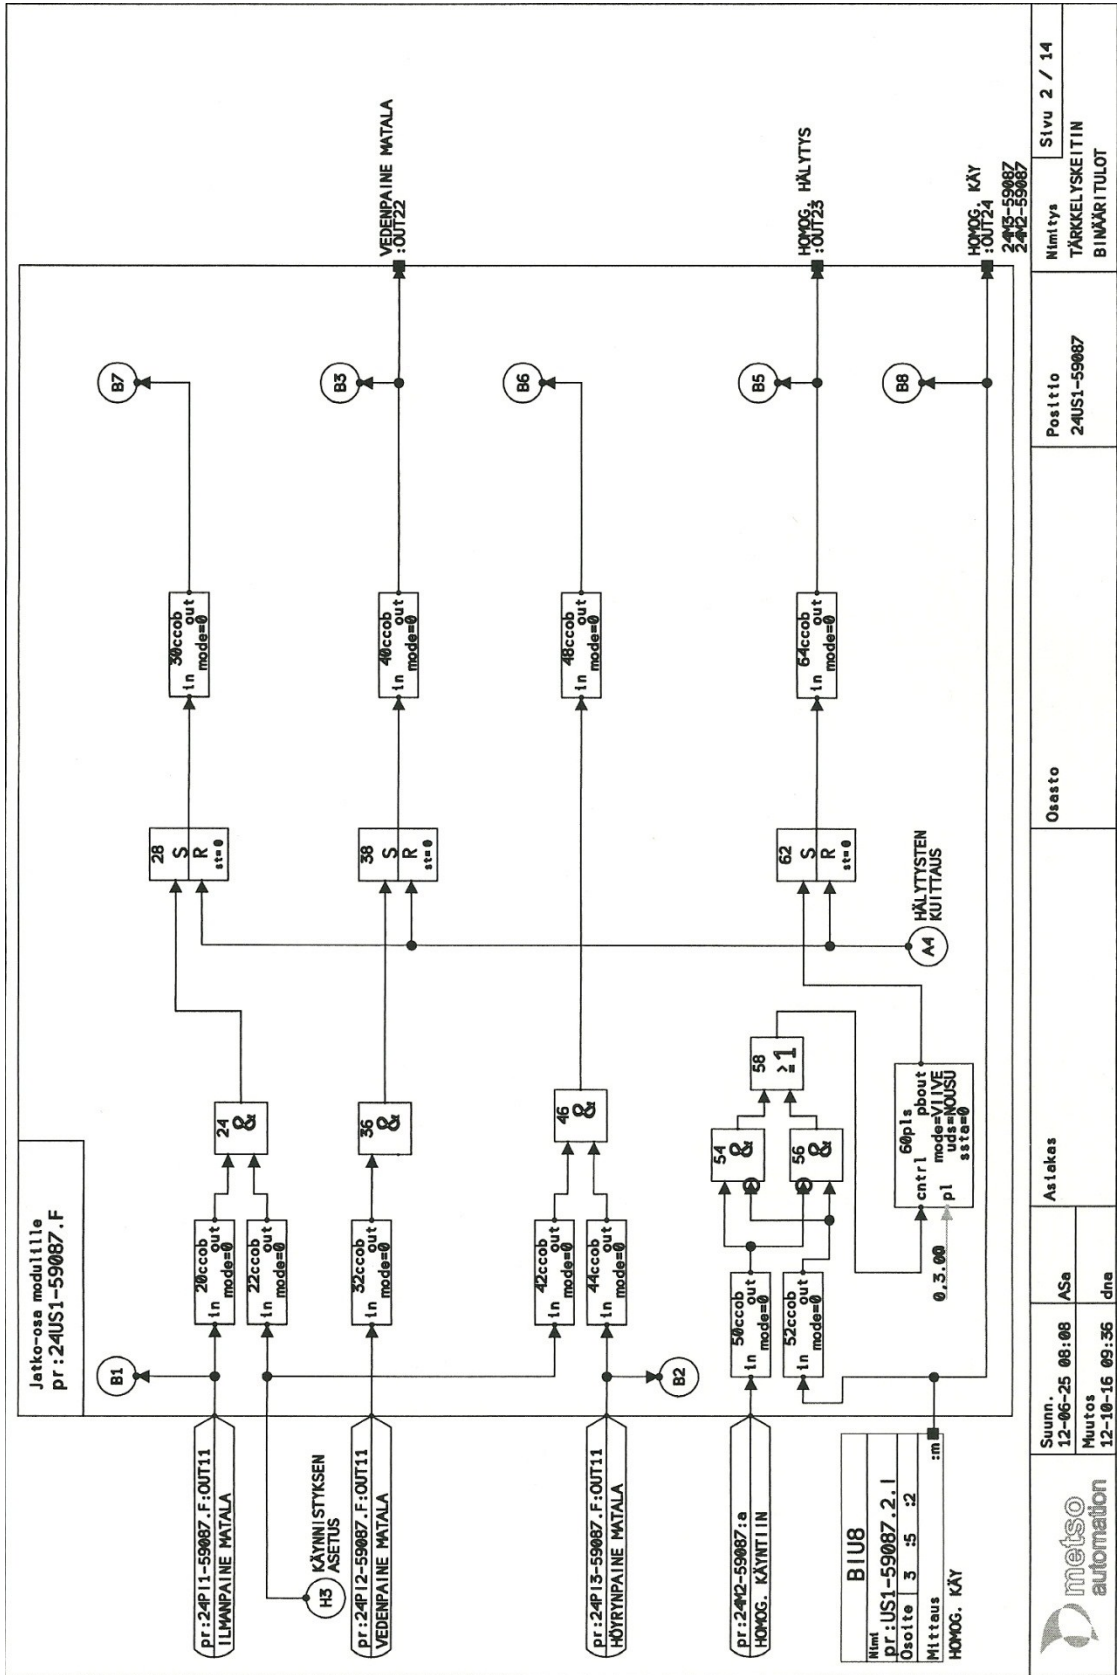 Jatko-osa modulille
pr:24US1-59087.F
pr:24PI1-59087.F:OUT11
ILMANPAINE MATALA
B1
20ccob
in out
mode=0
22ccob
in out
mode=0
24
&
28
S
R
st=0
30ccob
in out
mode=0
B7
H3
KÄYNNISTYKSEN
ASETUS
pr:24PI2-59087.F:OUT11
VEDENPAINE MATALA
32ccob
in out
mode=0
36
&
38
S
R
st=0
40ccob
in out
mode=0
B3
VEDENPAINE MATALA
:OUT22
pr:24PI3-59087.F:OUT11
HÖYRYNPAINE MATALA
B2
42ccob
in out
mode=0
44ccob
in out
mode=0
46
&
48ccob
in out
mode=0
B6
pr:24M2-59087:a
HOMOG. KÄYNTIIN
50ccob
in out
mode=0
52ccob
in out
mode=0
54
&
56
&
58
≥1
60pls
cntrl pbout
mode=VIIVE
pl uds=NOUSU
ssta=0
0.3.00
62
S
R
st=0
A4
HÄLYTYSTEN
KUITTAUS
64ccob
in out
mode=0
B5
HOMOG. HÄLYTYS
:OUT23
B8
HOMOG. KÄY
:OUT24
24M3-59087
24M2-59087
BIU8
Nimi
pr:US1-59087.2.I
Osoite 3 :5 :2
Mittaus :m
HOMOG. KÄY
metso
automation
Suunn.
12-06-25 08:08 ASa
Muutos
12-10-16 09:36 dna
Asiakas
Osasto
Positio
24US1-59087
Nimitys
TÄRKKELYSKEITIN
BINÄÄRITULOT
Sivu 2 / 14